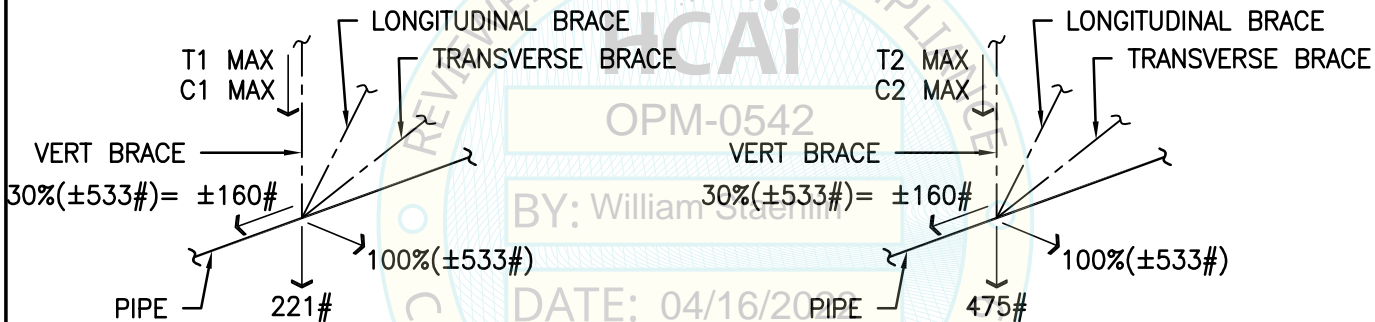 LONGITUDINAL BRACE
TRANSVERSE BRACE
T1 MAX
C1 MAX
VERT BRACE
30%(±533#)= ±160#
100%(±533#)
PIPE
221#
LONGITUDINAL BRACE
TRANSVERSE BRACE
T2 MAX
C2 MAX
VERT BRACE
30%(±533#)= ±160#
100%(±533#)
PIPE
475#
HCAi
OPM-0542
BY: William
DATE: 04/16/2022